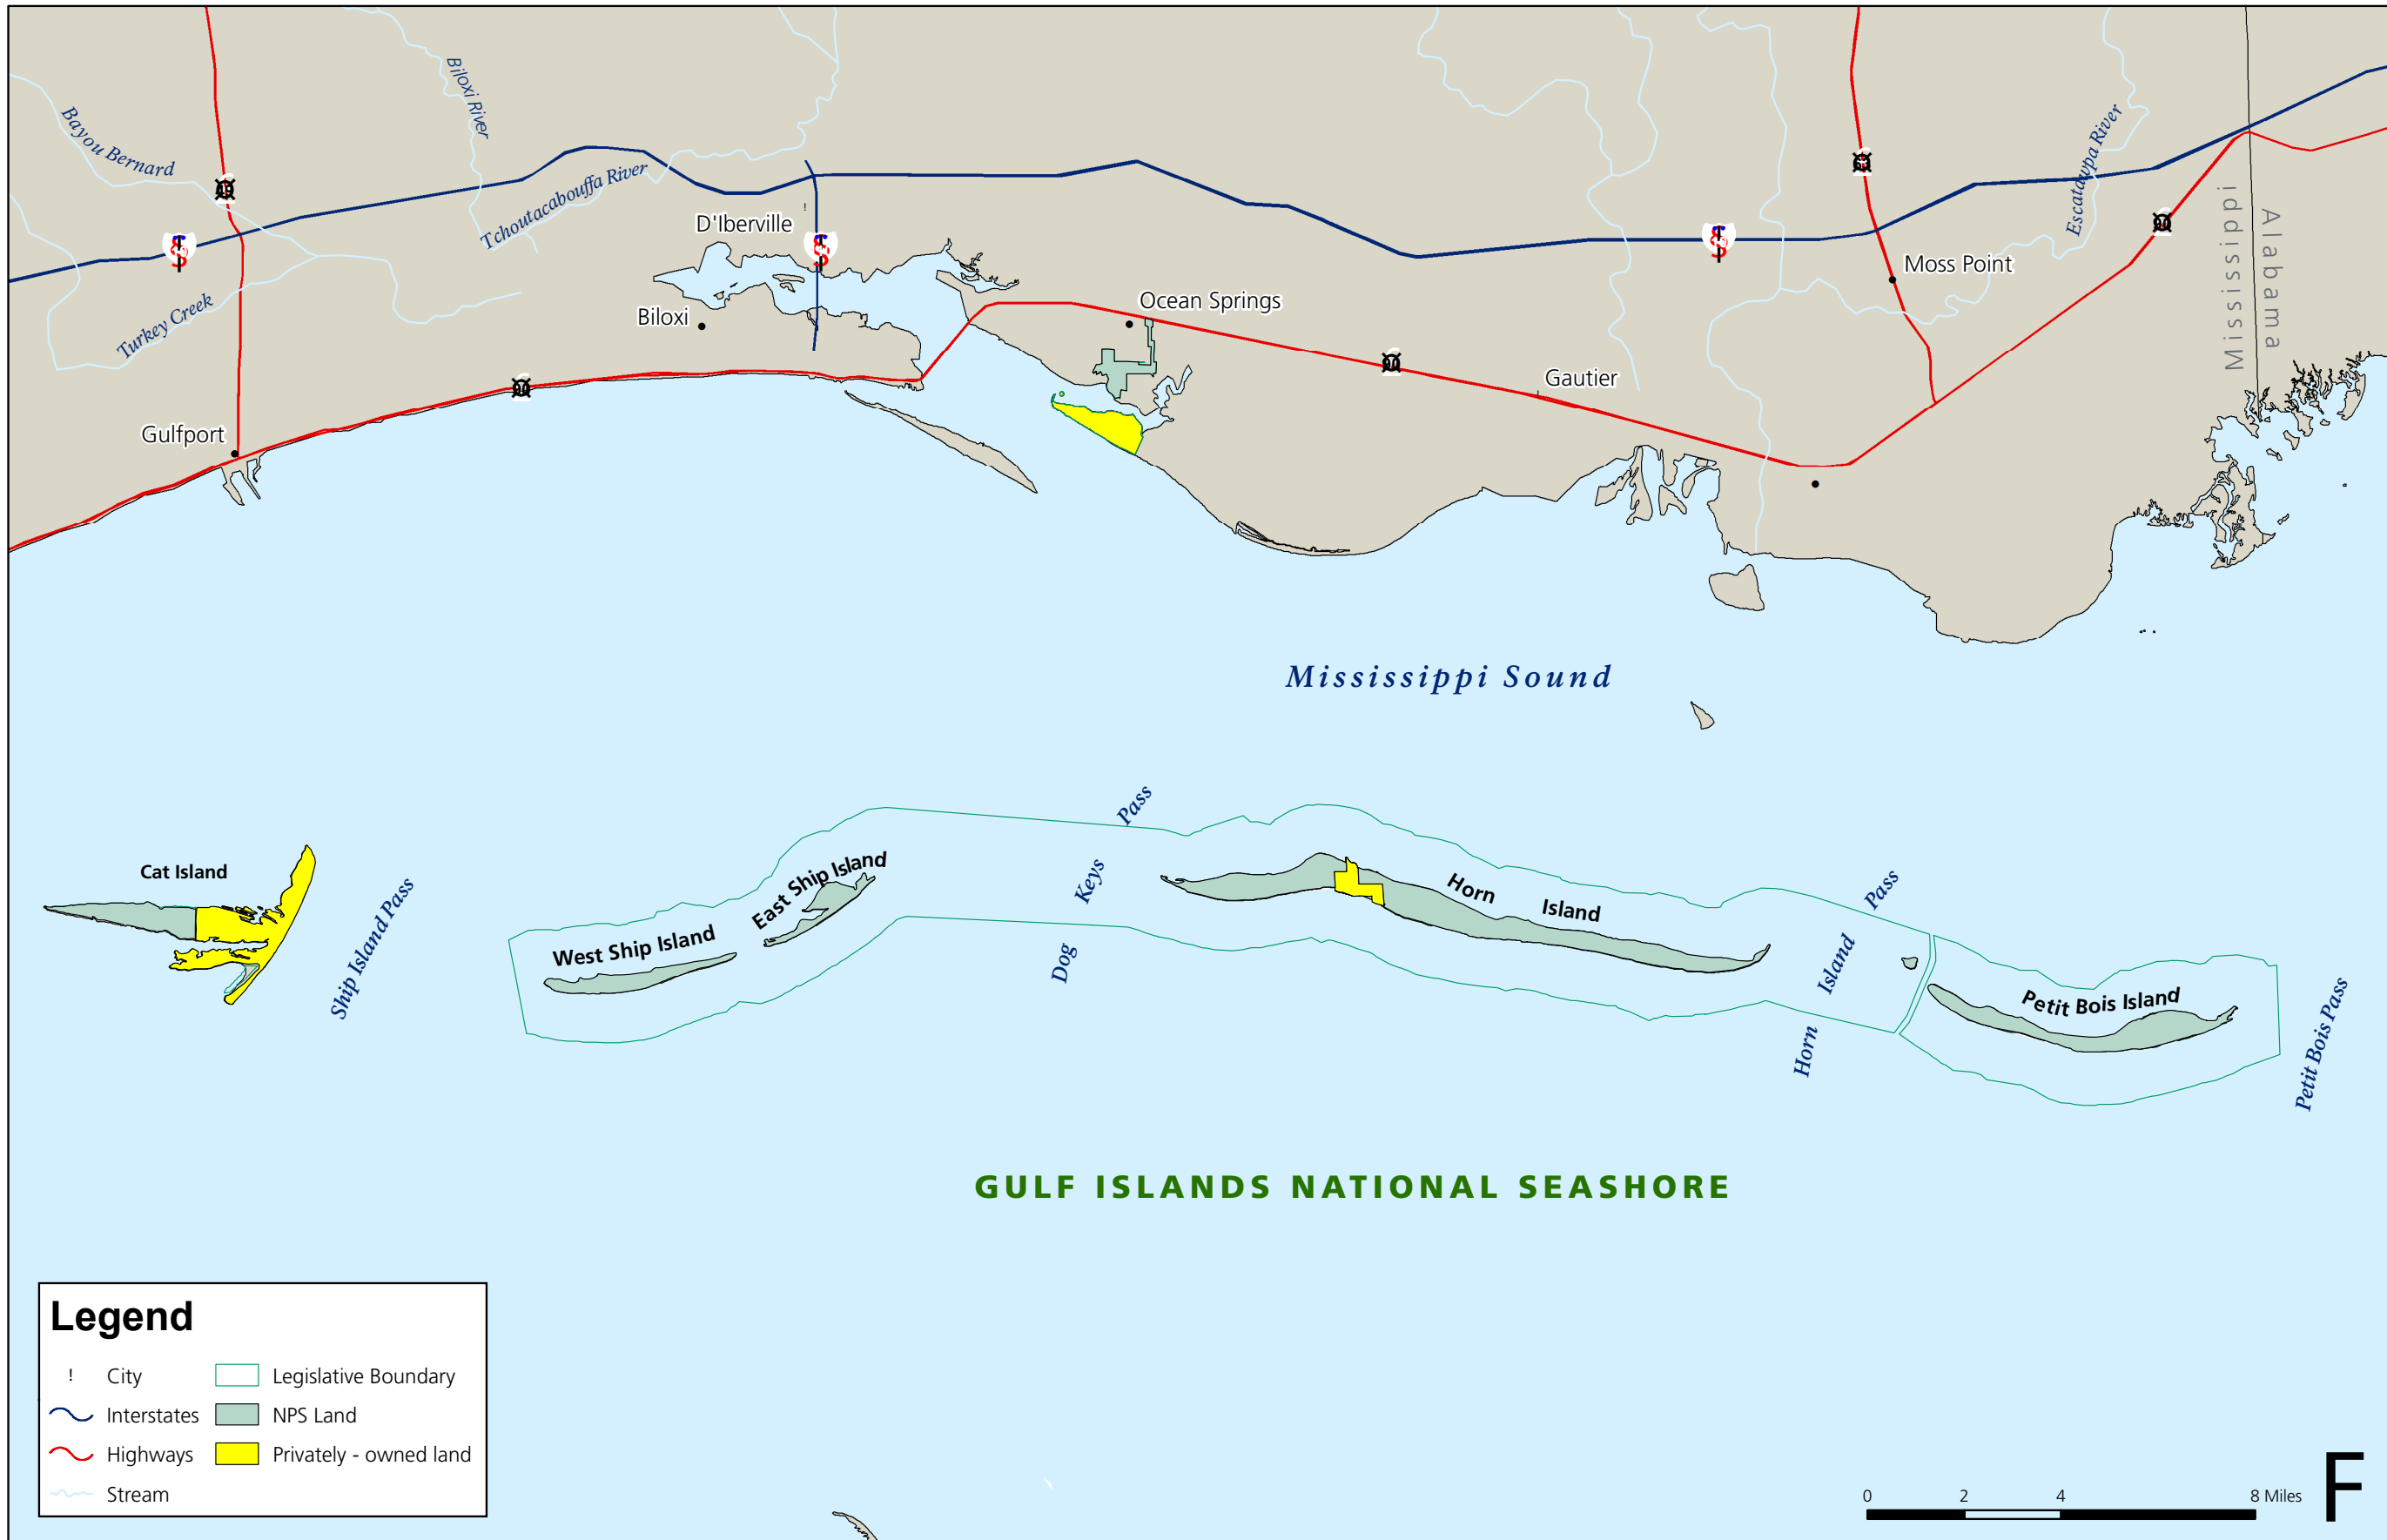 Biloxi River
Bayou Bernard
Tchoutacabouffa River
Escatawpa River
Mississippi
Alabama
D'Iberville
Moss Point
Turkey Creek
Biloxi
Ocean Springs
90
Gautier
90
Gulfport
Mississippi Sound
Cat Island
Ship Island Pass
West Ship Island
East Ship Island
Dog Keys Pass
Horn Island
Horn Island Pass
Petit Bois Island
Petit Bois Pass
GULF ISLANDS NATIONAL SEASHORE
Legend
! City
Legislative Boundary
Interstates
NPS Land
Highways
Privately - owned land
Stream
0 2 4 8 Miles
F